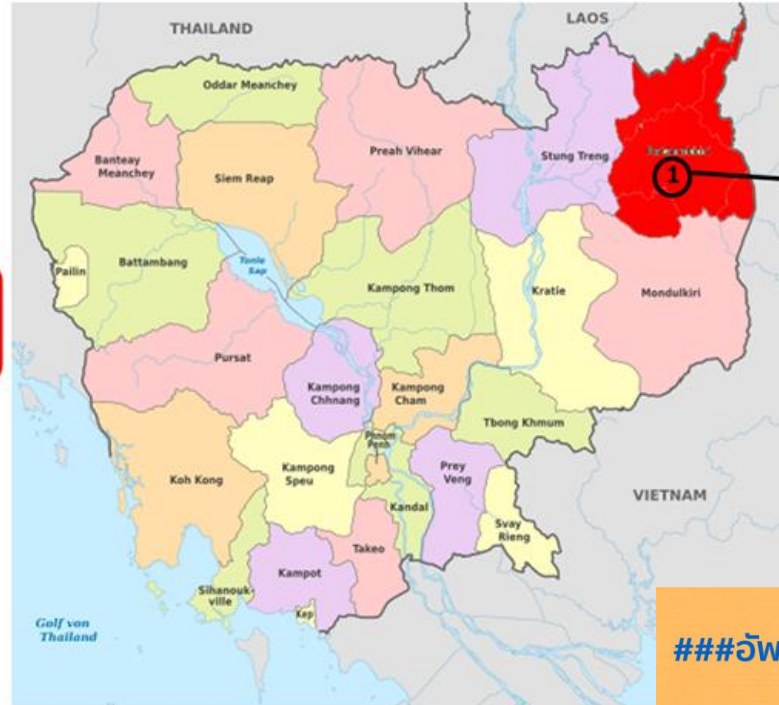 THAILAND
LAOS
Oddar Meanchey
Banteay
Meanchey
Siem Reap
Preah Vihear
Stung Treng
1
Battambang
Pailin
Tonle
Sap
Kampong Thom
Kratie
Mondulkiri
Pursat
Kampong
Chhnang
Kampong
Cham
Tbong Khmum
Phnom
Penh
Koh Kong
Kampong
Speu
Prey
Veng
Kandal
Svay
Rieng
VIETNAM
Takeo
Kampot
Sihanouk-
ville
Kep
Golf von
Thailand
###อัพ